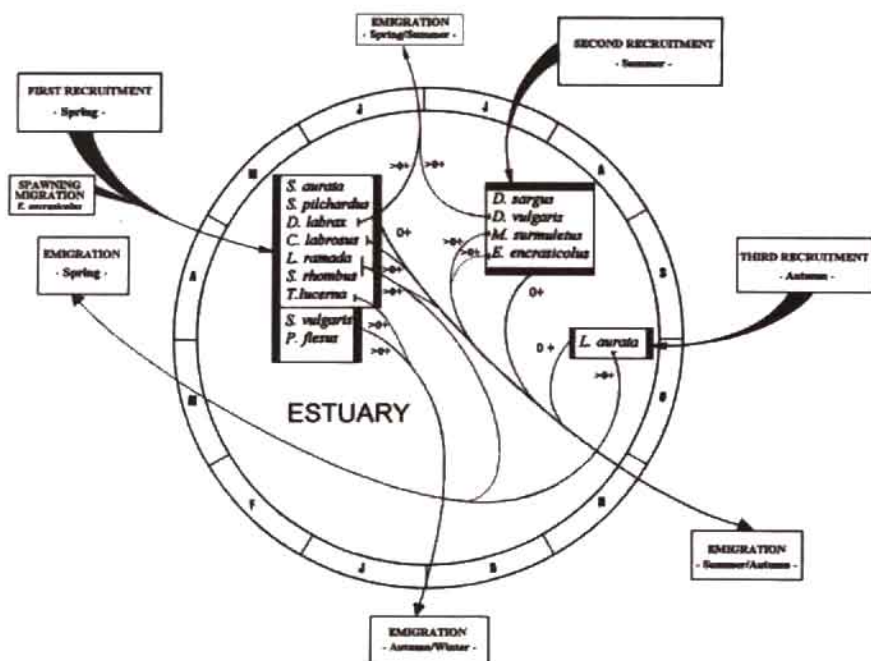 EMIGRATION
- Spring/Summer -
SECOND RECRUITMENT
- Summer -
FIRST RECRUITMENT
- Spring -
SPAWNING
MIGRATION
E. encrasicolus
EMIGRATION
- Spring -
J
J
M
A
A
S
M
O
F
N
J
>0+
>0+
S. aurata
S. pilchardus
D. labrax
C. labrosus
L. ramada
S. rhombus
T.lucerna
S. vulgaris
P. flesus
0+
>0+
>0+
>0+
>0+
D. sargus
D. vulgaris
M. surmuletus
E. encrasicolus
>0+
>0+
0+
THIRD RECRUITMENT
- Autumn -
0+
L. aurata
>0+
ESTUARY
EMIGRATION
- Summer/Autumn -
EMIGRATION
- Autumn/Winter -